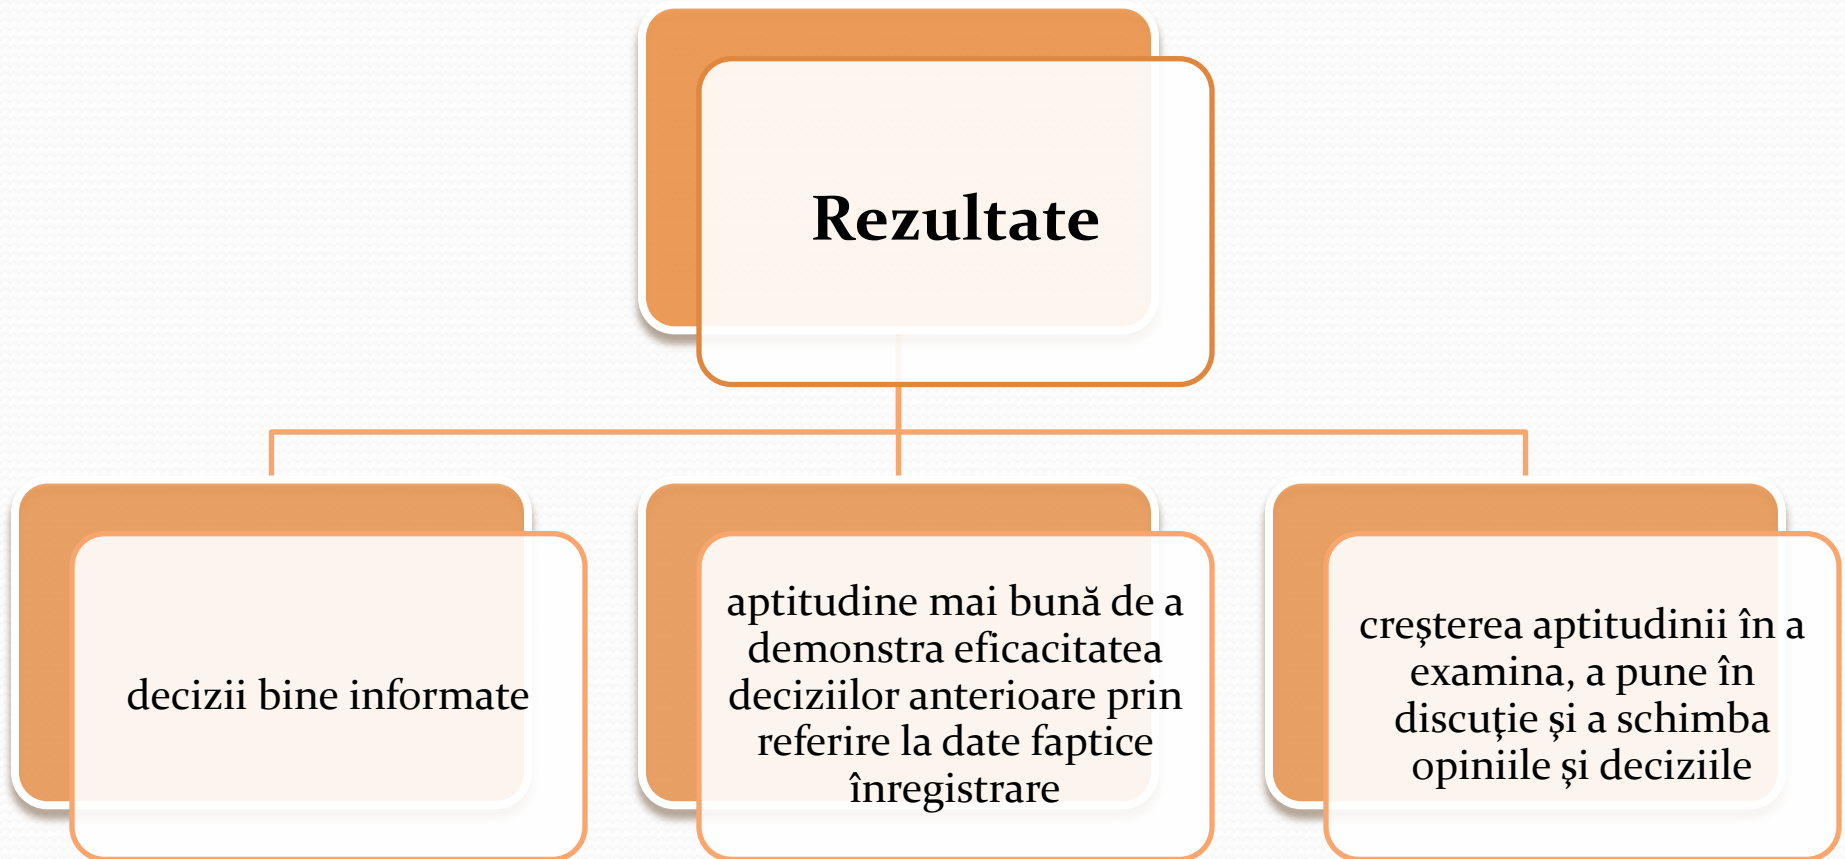 Rezultate
decizii bine informate
aptitudine mai bună de a
demonstra eficacitatea
deciziilor anterioare prin
referire la date faptice
înregistrare
creşterea aptitudinii în a
examina, a pune în
discuţie şi a schimba
opiniile şi deciziile